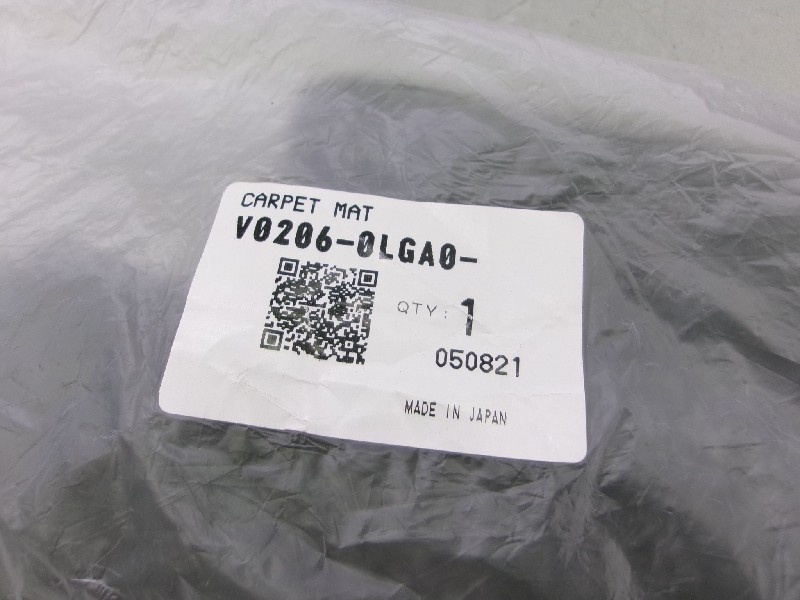 CARPET MAT
V0206-0LGA0-
QTY: 1
050821
MADE IN JAPAN